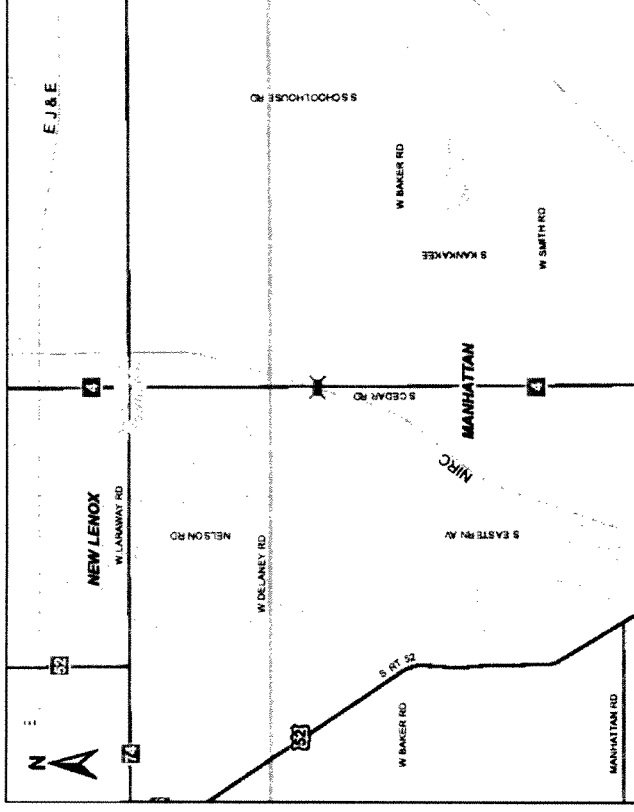 E J & E
S SCHOOLHOUSE RD
W BAKER RD
S KANKAKEE
W SMITH RD
4
S CEDAR RD
MANHATTAN
4
NEW LENOX
W LARAWAY RD
NELSON RD
W DELANEY RD
NIRC
S EASTERN AV
52
N
74
S RT 52
52
W BAKER RD
MANHATTAN RD